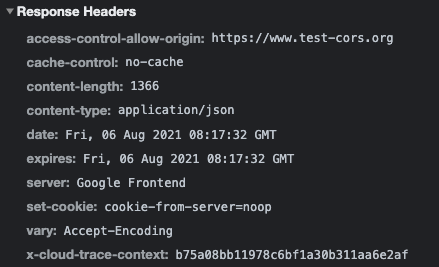 Response Headers
access-control-allow-origin: https://www.test-cors.org
cache-control: no-cache
content-length: 1366
content-type: application/json
date: Fri, 06 Aug 2021 08:17:32 GMT
expires: Fri, 06 Aug 2021 08:17:32 GMT
server: Google Frontend
set-cookie: cookie-from-server=noop
vary: Accept-Encoding
x-cloud-trace-context: b75a08bb11978c6bf1a30b311aa6e2af